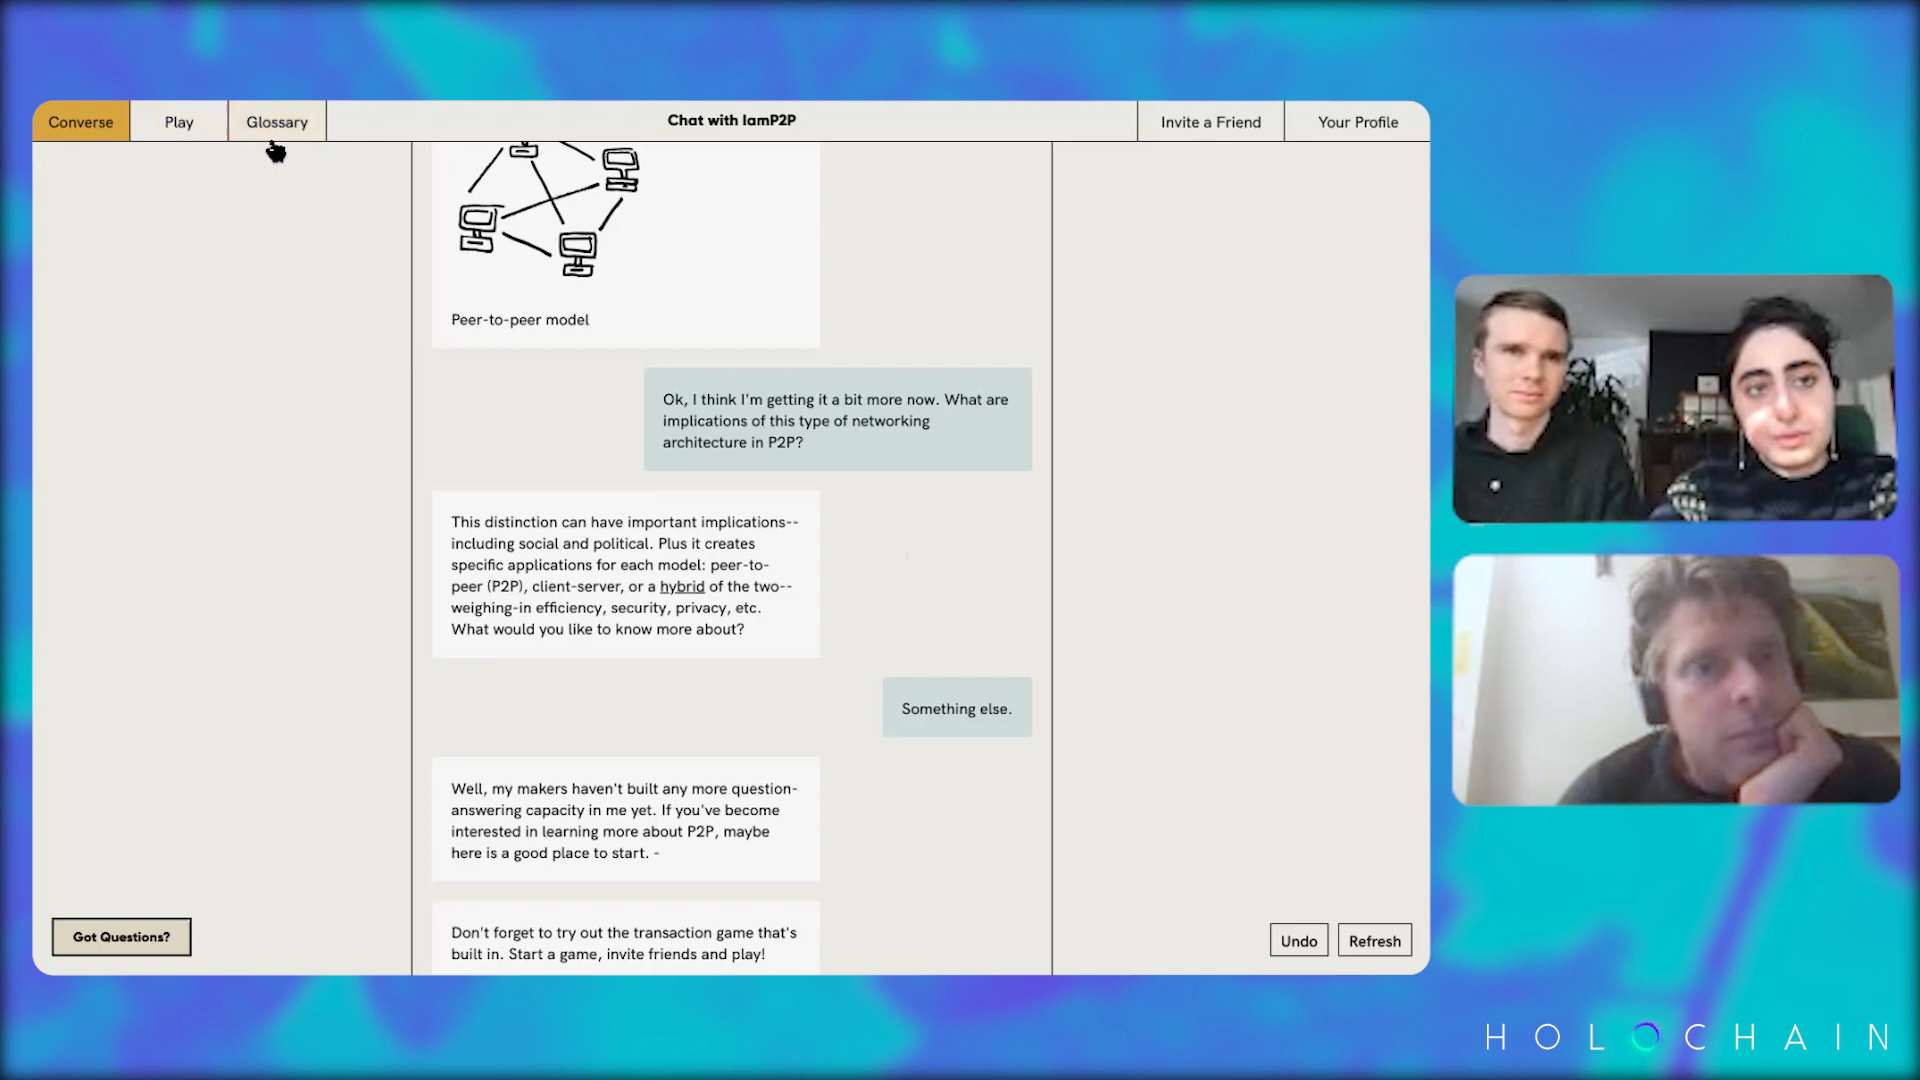 Converse
Play
Glossary
Chat with IamP2P
Invite a Friend
Your Profile
Peer-to-peer model
Ok, I think I'm getting it a bit more now. What are
implications of this type of networking
architecture in P2P?
This distinction can have important implications--
including social and political. Plus it creates
specific applications for each model: peer-to-
peer (P2P), client-server, or a hybrid of the two--
weighing-in efficiency, security, privacy, etc.
What would you like to know more about?
Something else.
Well, my makers haven't built any more question-
answering capacity in me yet. If you've become
interested in learning more about P2P, maybe
here is a good place to start. -
Don't forget to try out the transaction game that's
built in. Start a game, invite friends and play!
Got Questions?
Undo
Refresh
HOLOCHAIN